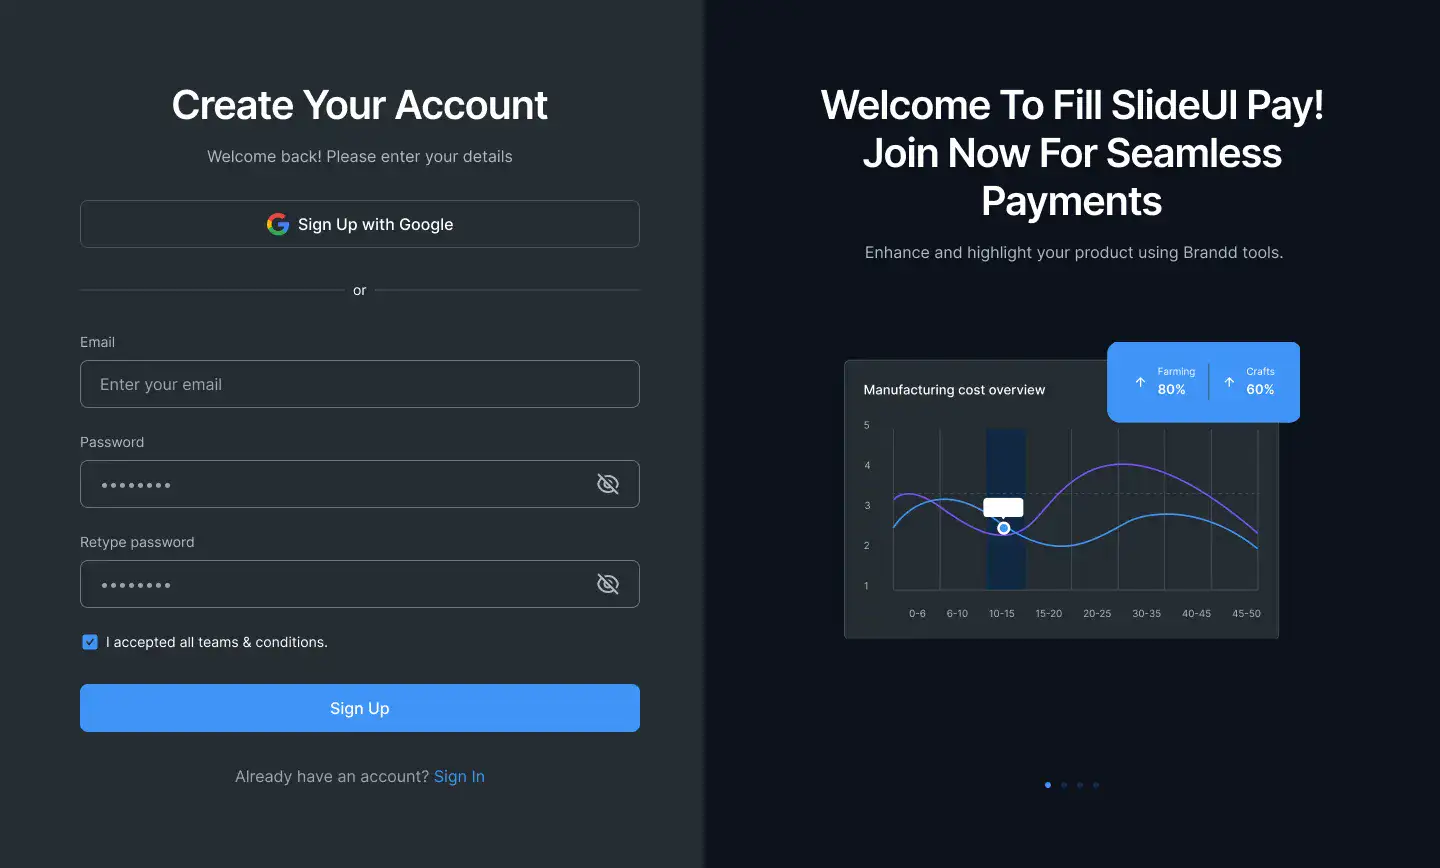 Create Your Account
Welcome back! Please enter your details
Sign Up with Google
or
Email
Enter your email
Password
••••••••
Retype password
••••••••
I accepted all teams & conditions.
Sign Up
Already have an account? Sign In
Welcome To Fill SlideUI Pay!
Join Now For Seamless
Payments
Enhance and highlight your product using Brandd tools.
Farming
80%
Crafts
60%
Manufacturing cost overview
5
4
3
2
1
0-6 6-10 10-15 15-20 20-25 30-35 40-45 45-50